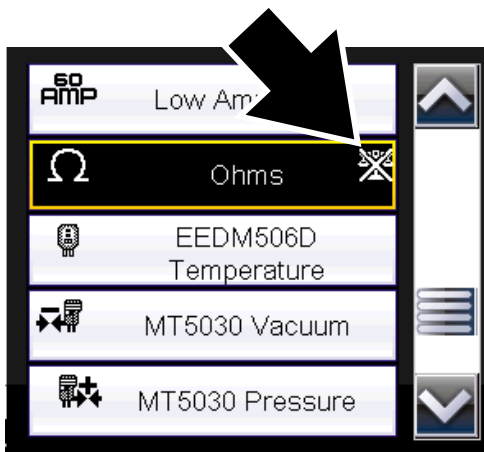 60
AMP
Low Am
Ω
Ohms
EEDM506D
Temperature
MT5030 Vacuum
MT5030 Pressure